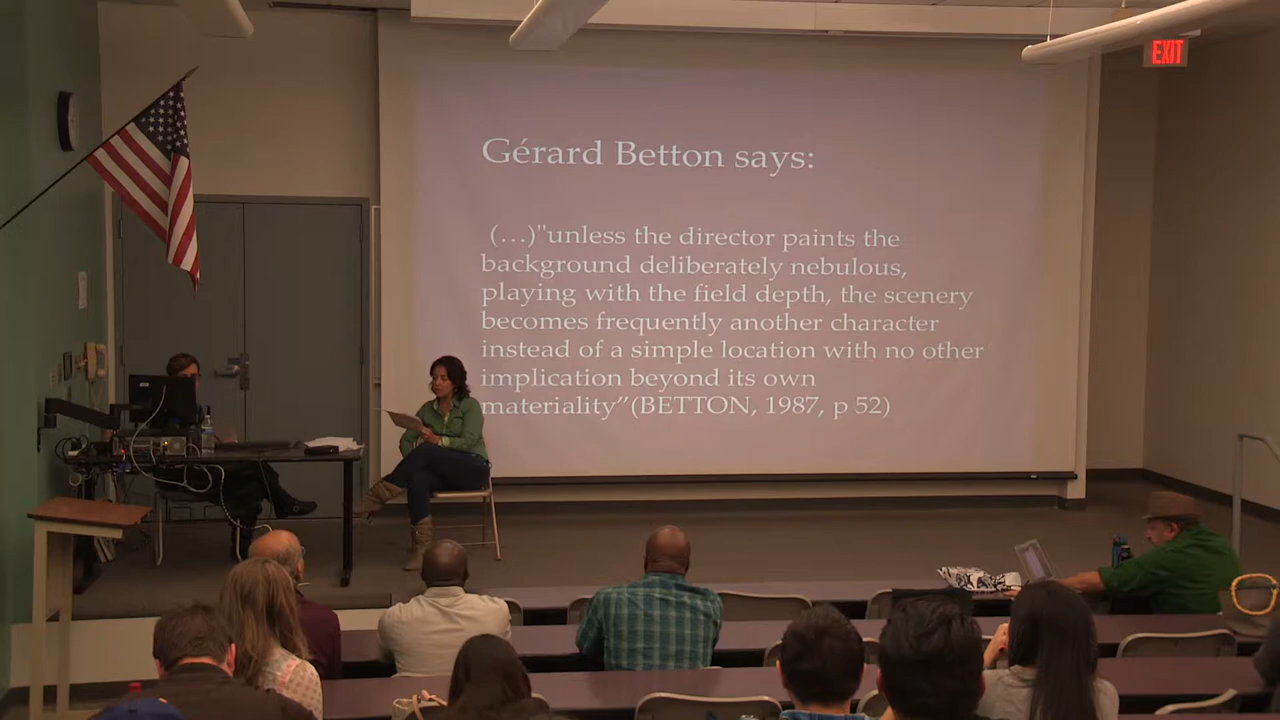 EXIT
Gérard Betton says:
(…)"unless the director paints the
background deliberately nebulous,
playing with the field depth, the scenery
becomes frequently another character
instead of a simple location with no other
implication beyond its own
materiality”(BETTON, 1987, p 52)